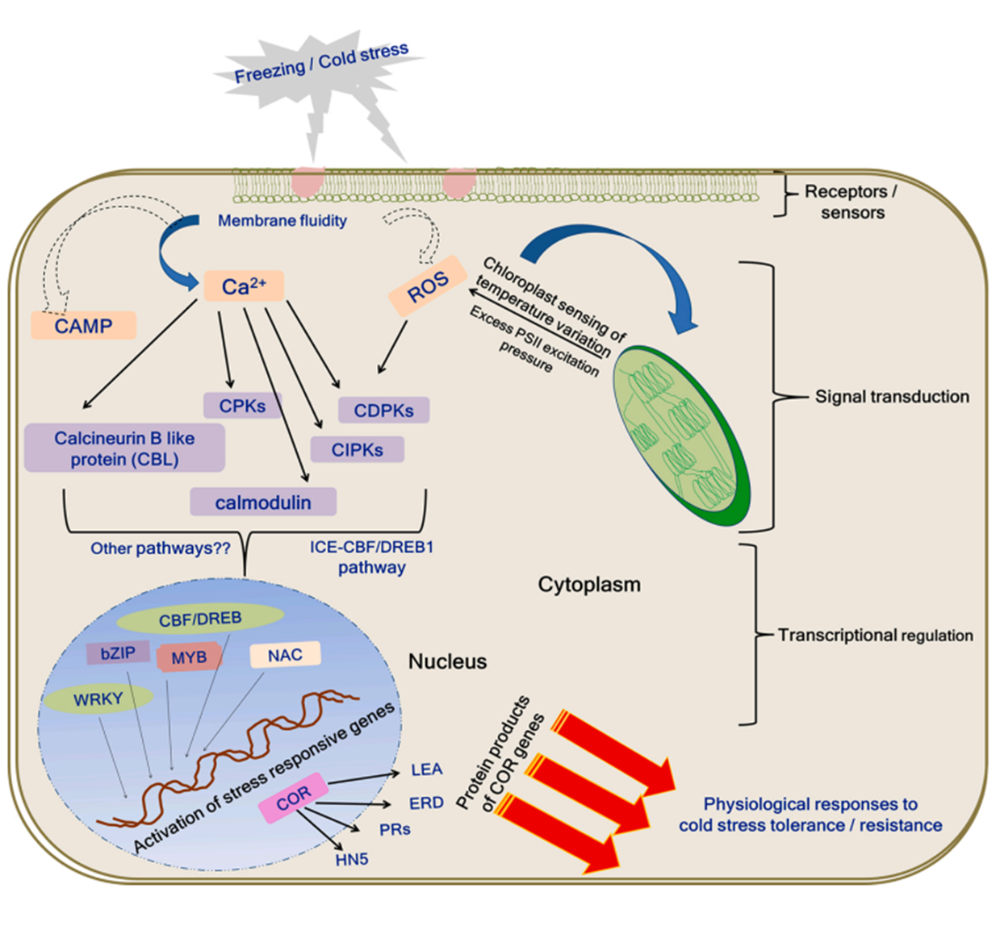 Freezing / Cold stress
Receptors /
sensors
Membrane fluidity
Ca2+
ROS
CAMP
Chloroplast sensing of
temperature variation
Excess PSII excitation
pressure
Signal transduction
CPKs
CDPKs
Calcineurin B like
protein (CBL)
CIPKs
calmodulin
Other pathways??
ICE-CBF/DREB1
pathway
Cytoplasm
Transcriptional regulation
CBF/DREB
bZIP
MYB
NAC
WRKY
Nucleus
Activation of stress responsive genes
COR
LEA
ERD
PRs
HN5
Protein products
of COR genes
Physiological responses to
cold stress tolerance / resistance